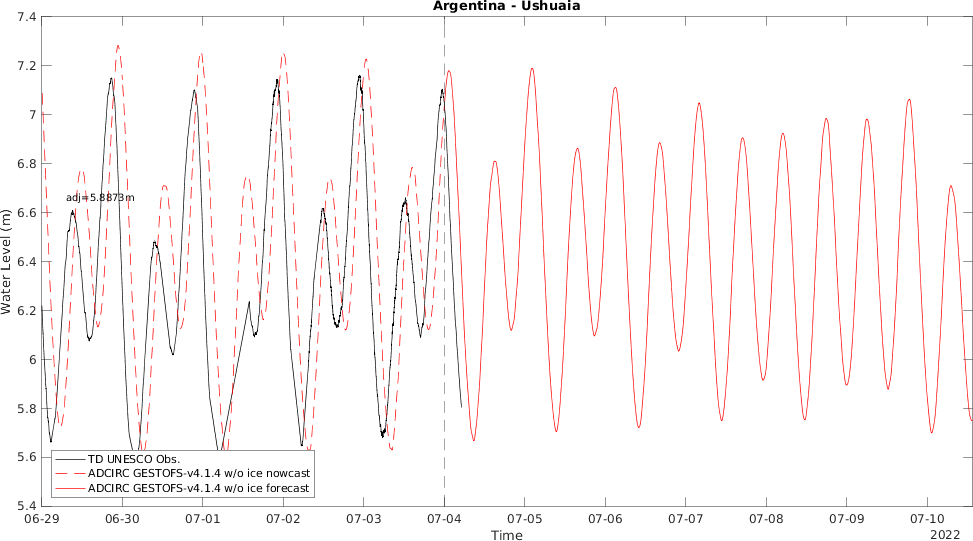 Argentina - Ushuaia
7.4
7.2
7
6.8
6.6
6.4
6.2
6
5.8
5.6
5.4
Water Level (m)
adj=5.8873m
TD UNESCO Obs.
ADCIRC GESTOFS-v4.1.4 w/o ice nowcast
ADCIRC GESTOFS-v4.1.4 w/o ice forecast
06-29 06-30 07-01 07-02 07-03 07-04 07-05 07-06 07-07 07-08 07-09 07-10
2022
Time